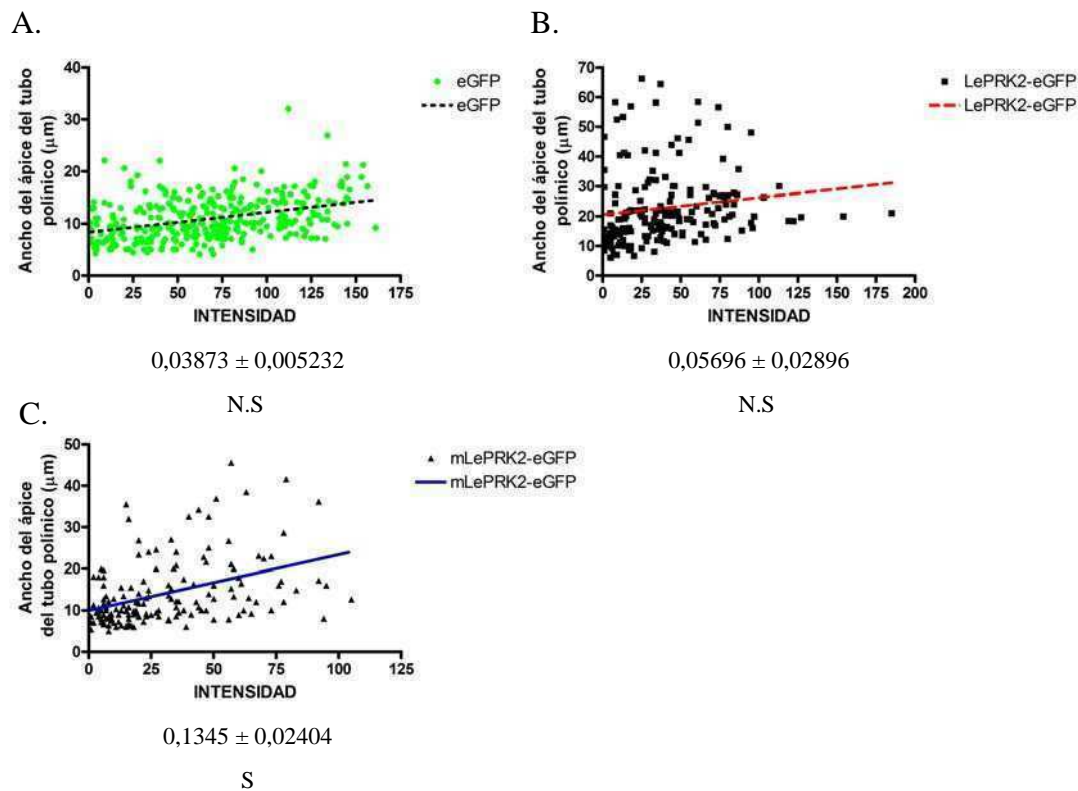 A.
Ancho del ápice del tubo
polínico (µm)
40
30
20
10
0
0 25 50 75 100 125 150 175
INTENSIDAD
eGFP
eGFP
0,03873 ± 0,005232
N.S
B.
Ancho del ápice del tubo
polínico (µm)
70
60
50
40
30
20
10
0
0 25 50 75 100 125 150 175 200
INTENSIDAD
LePRK2-eGFP
LePRK2-eGFP
0,05696 ± 0,02896
N.S
C.
Ancho del ápice
del tubo polínico (µm)
50
40
30
20
10
0
0 25 50 75 100 125
INTENSIDAD
mLePRK2-eGFP
mLePRK2-eGFP
0,1345 ± 0,02404
S